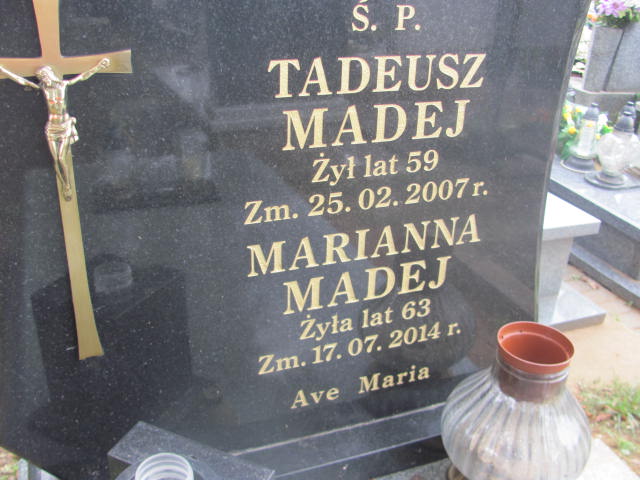 Ś. P.
TADEUSZ
MADEJ
Żył lat 59
Zm. 25. 02. 2007 r.
MARIANNA
MADEJ
Żyła lat 63
Zm. 17. 07. 2014 r.
Ave Maria